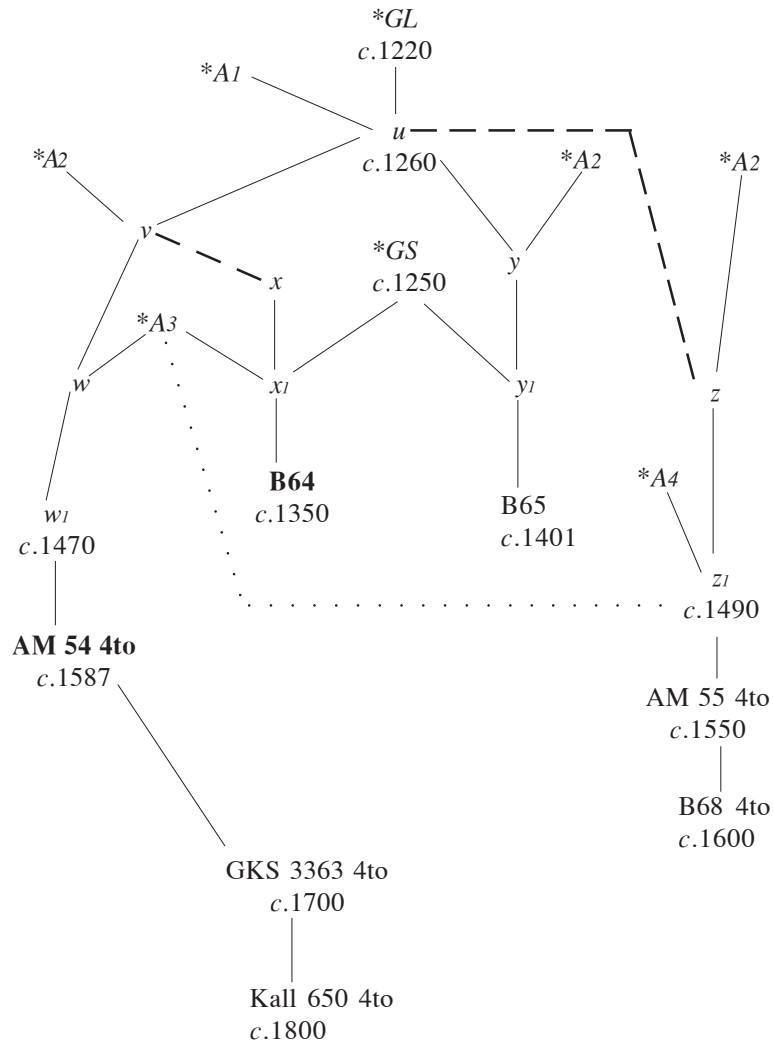 *GL
c.1220
*A1
u
c.1260
*A2
*A2
*A2
v
*GS
c.1250
y
x
*A3
w
x1
y1
z
*A4
B64
c.1350
B65
c.1401
w1
c.1470
z1
c.1490
AM 54 4to
c.1587
AM 55 4to
c.1550
B68 4to
c.1600
GKS 3363 4to
c.1700
Kall 650 4to
c.1800